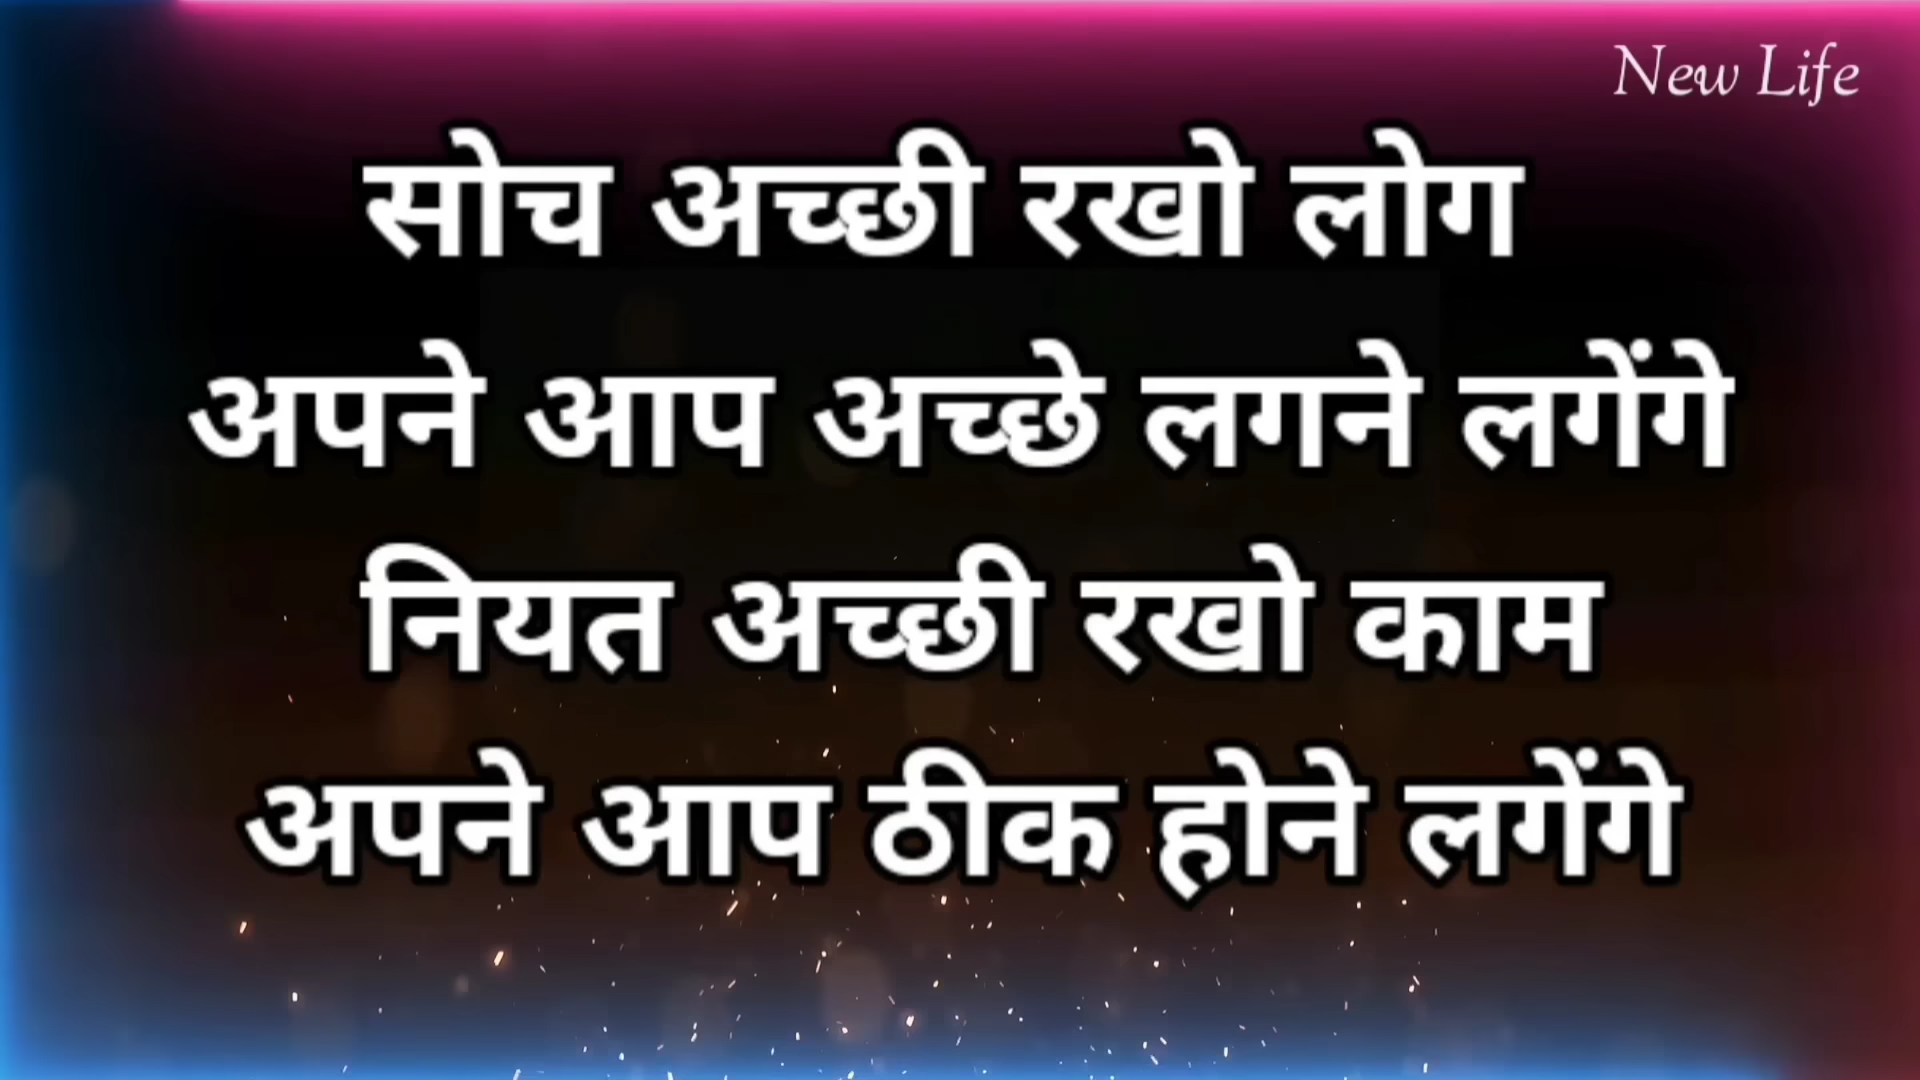 New Life
सोच अच्छी रखो लोग
अपने आप अच्छे लगने लगेंगे
नियत अच्छी रखो काम
अपने आप ठीक होने लगेंगे